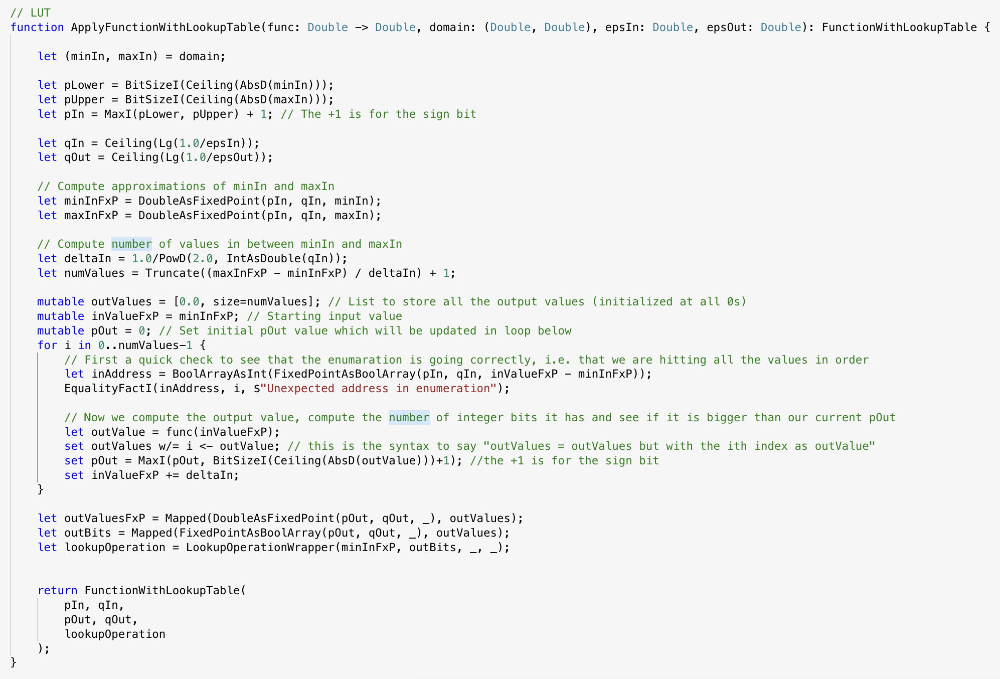 // LUT
function ApplyFunctionWithLookupTable(func: Double -> Double, domain: (Double, Double), epsIn: Double, epsOut: Double): FunctionWithLookupTable {
let (minIn, maxIn) = domain;
let pLower = BitSizeI(Ceiling(AbsD(minIn)));
let pUpper = BitSizeI(Ceiling(AbsD(maxIn)));
let pIn = MaxI(pLower, pUpper) + 1; // The +1 is for the sign bit
let qIn = Ceiling(Lg(1.0/epsIn));
let qOut = Ceiling(Lg(1.0/epsOut));
// Compute approximations of minIn and maxIn
let minInFxP = DoubleAsFixedPoint(pIn, qIn, minIn);
let maxInFxP = DoubleAsFixedPoint(pIn, qIn, maxIn);
// Compute number of values in between minIn and maxIn
let deltaIn = 1.0/PowD(2.0, IntAsDouble(qIn));
let numValues = Truncate((maxInFxP - minInFxP) / deltaIn) + 1;
mutable outValues = [0.0, size=numValues]; // List to store all the output values (initialized at all 0s)
mutable inValueFxP = minInFxP; // Starting input value
mutable pOut = 0; // Set initial pOut value which will be updated in loop below
for i in 0..numValues-1 {
// First a quick check to see that the enumaration is going correctly, i.e. that we are hitting all the values in order
let inAddress = BoolArrayAsInt(FixedPointAsBoolArray(pIn, qIn, inValueFxP - minInFxP));
EqualityFactI(inAddress, i, $"Unexpected address in enumeration");
// Now we compute the output value, compute the number of integer bits it has and see if it is bigger than our current pOut
let outValue = func(inValueFxP);
set outValues w/= i <- outValue; // this is the syntax to say "outValues = outValues but with the ith index as outValue"
set pOut = MaxI(pOut, BitSizeI(Ceiling(AbsD(outValue)))+1); //the +1 is for the sign bit
set inValueFxP += deltaIn;
}
let outValuesFxP = Mapped(DoubleAsFixedPoint(pOut, qOut, _), outValues);
let outBits = Mapped(FixedPointAsBoolArray(pOut, qOut, _), outValues);
let lookupOperation = LookupOperationWrapper(minInFxP, outBits, _, _);
return FunctionWithLookupTable(
pIn, qIn,
pOut, qOut,
lookupOperation
);
}